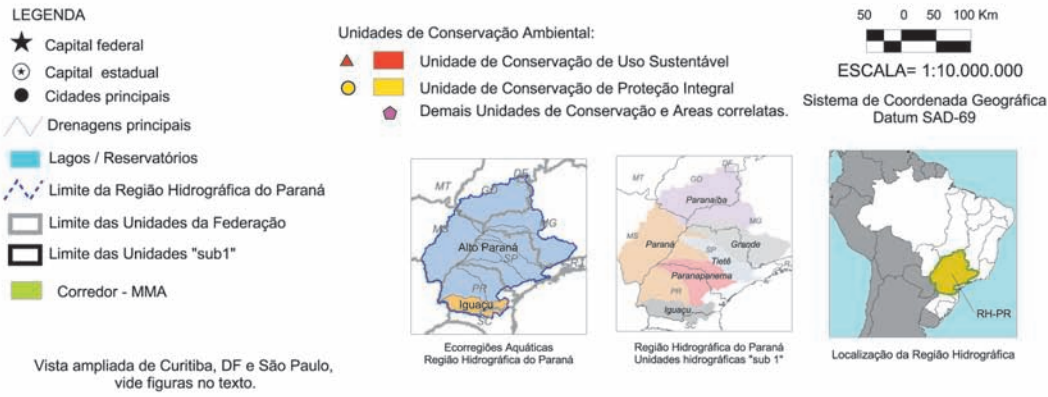 LEGENDA
Capital federal
Capital estadual
Cidades principais
Drenagens principais
Lagos / Reservatórios
Limite da Região Hidrográfica do Paraná
Limite das Unidades da Federação
Limite das Unidades "sub1"
Corredor - MMA
Vista ampliada de Curitiba, DF e São Paulo,
vide figuras no texto.
Unidades de Conservação Ambiental:
Unidade de Conservação de Uso Sustentável
Unidade de Conservação de Proteção Integral
Demais Unidades de Conservação e Areas correlatas.
50 0 50 100 Km
ESCALA= 1:10.000.000
Sistema de Coordenada Geográfica
Datum SAD-69
MT
GO
DF
MS
MG
Alto Paraná
SP
RJ
PR
Iguaçu
SC
Ecorregiões Aquáticas
Região Hidrográfica do Paraná
DF
MT
GO
Paranaíba
MG
MS
Paraná
SP
Grande
Tietê
Paranapanema
PR
Iguaçu
SC
Região Hidrográfica do Paraná
Unidades hidrográficas "sub 1"
RH-PR
Localização da Região Hidrográfica